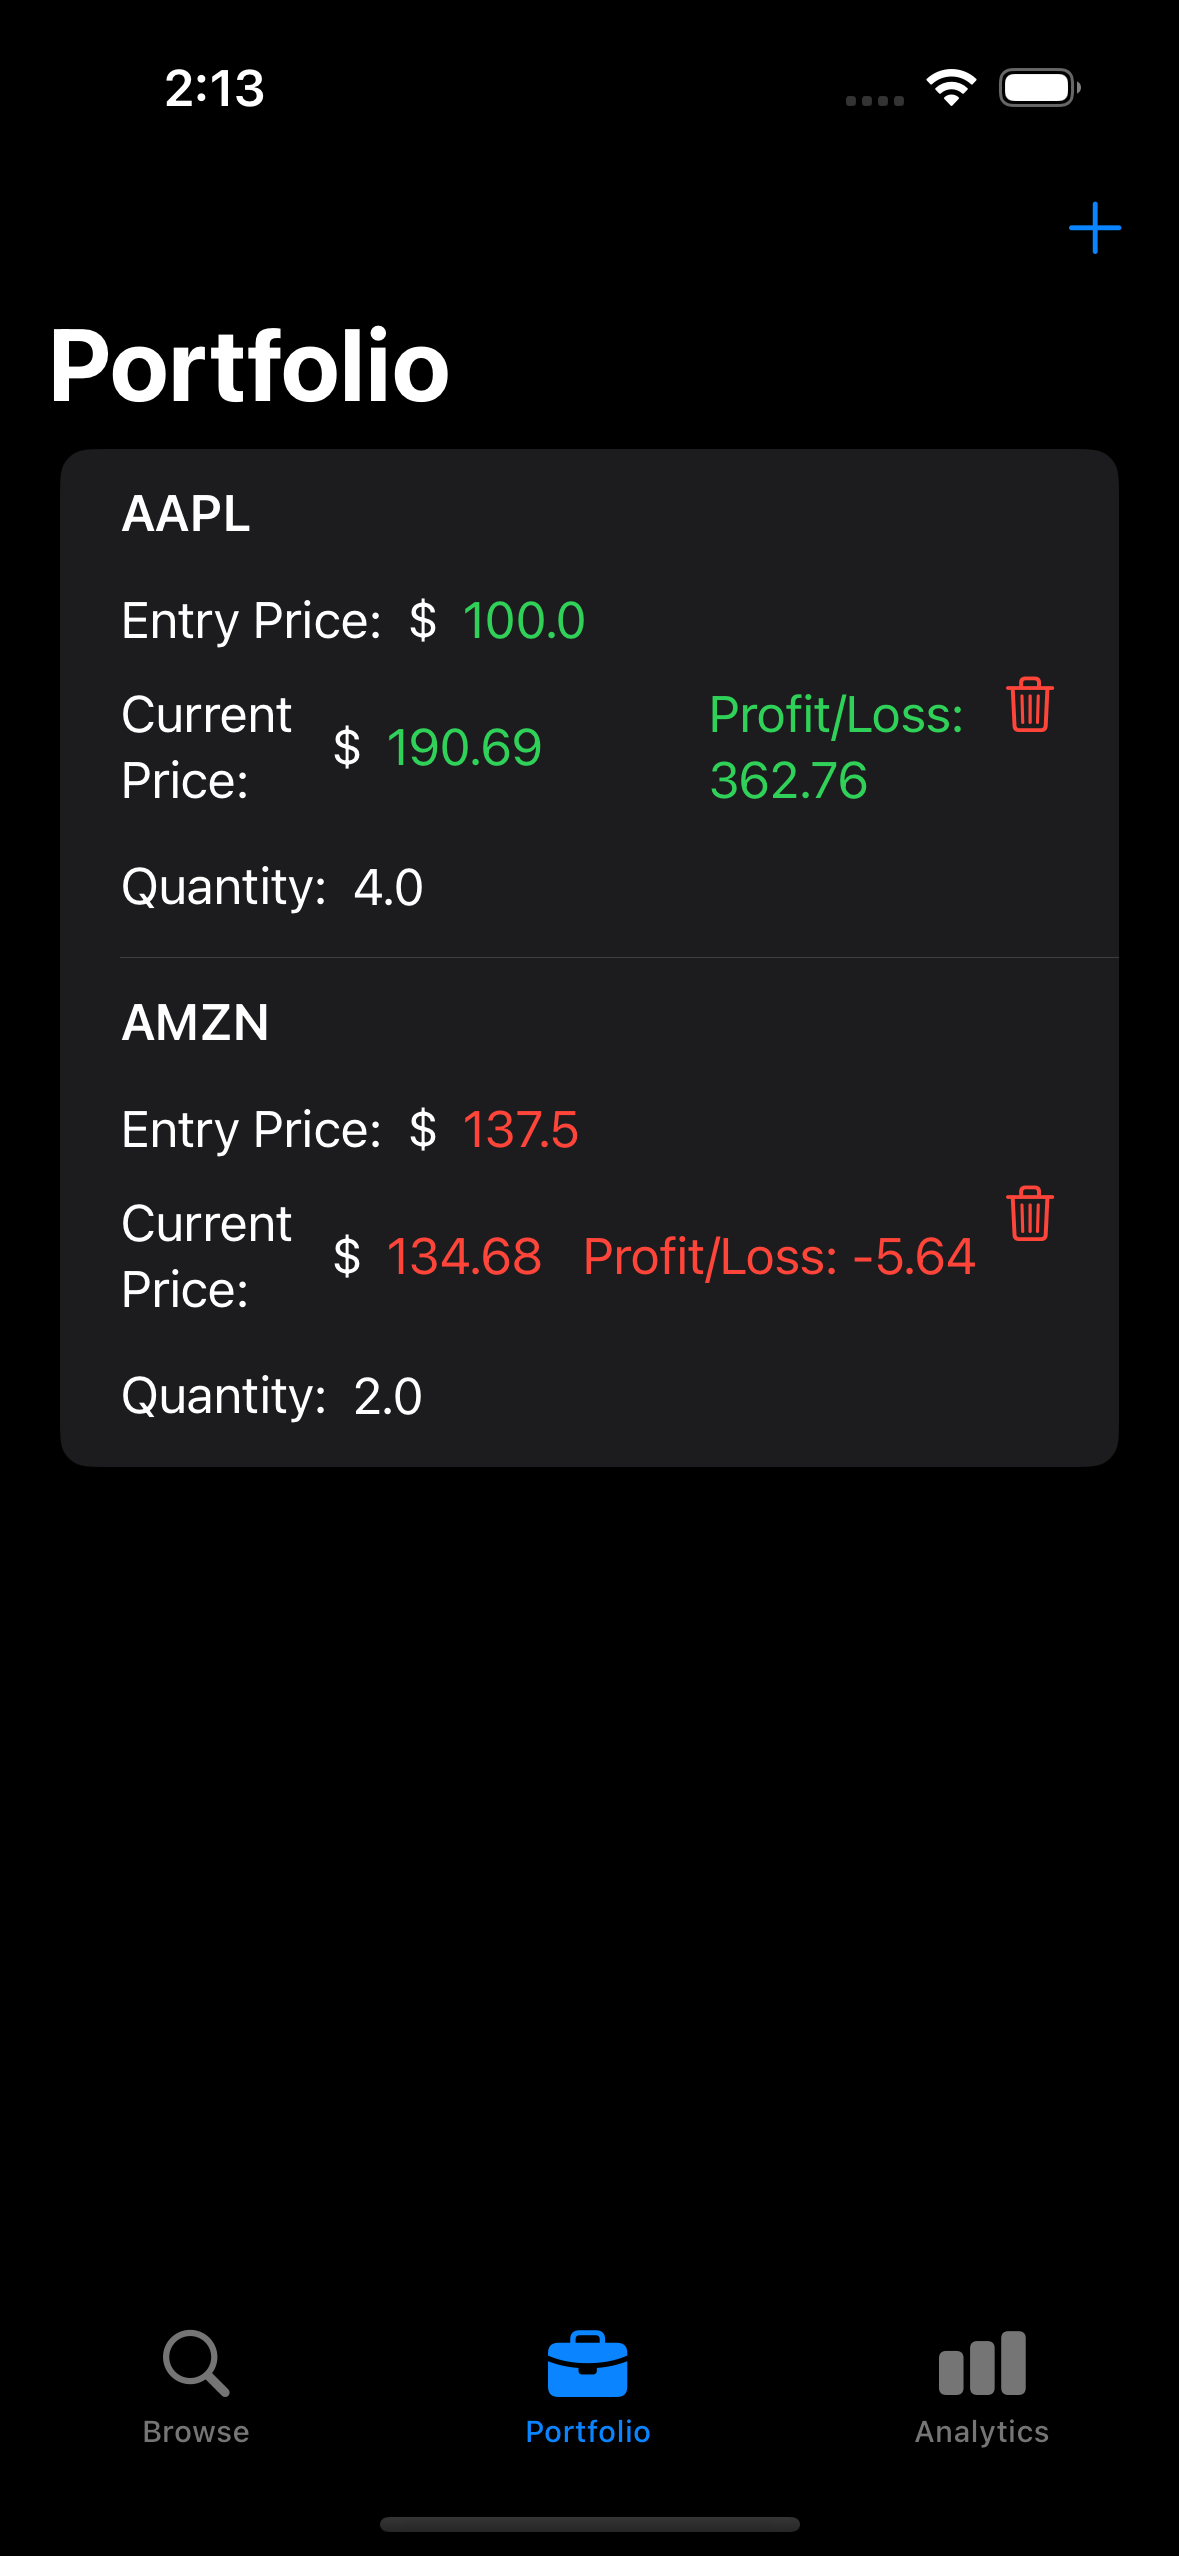 2:13
Portfolio
AAPL
Entry Price: $ 100.0
Current Price: $ 190.69 Profit/Loss: 362.76
Quantity: 4.0
AMZN
Entry Price: $ 137.5
Current Price: $ 134.68 Profit/Loss: -5.64
Quantity: 2.0
Browse Portfolio Analytics